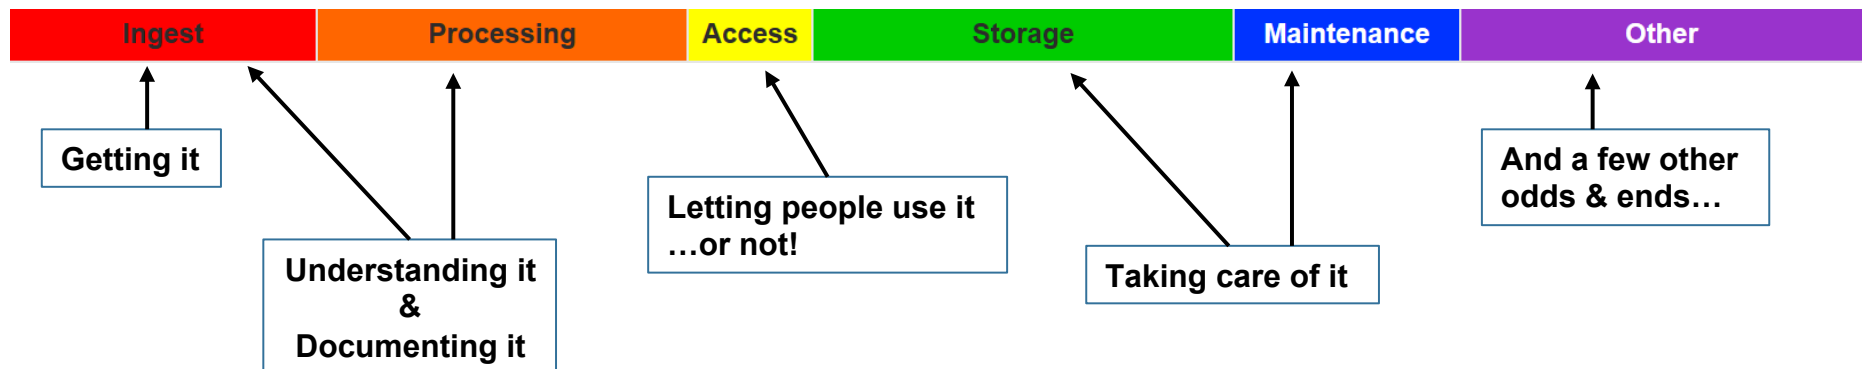 Ingest
Processing
Access
Storage
Maintenance
Other
Getting it
Understanding it
&
Documenting it
Letting people use it
…or not!
Taking care of it
And a few other
odds & ends…